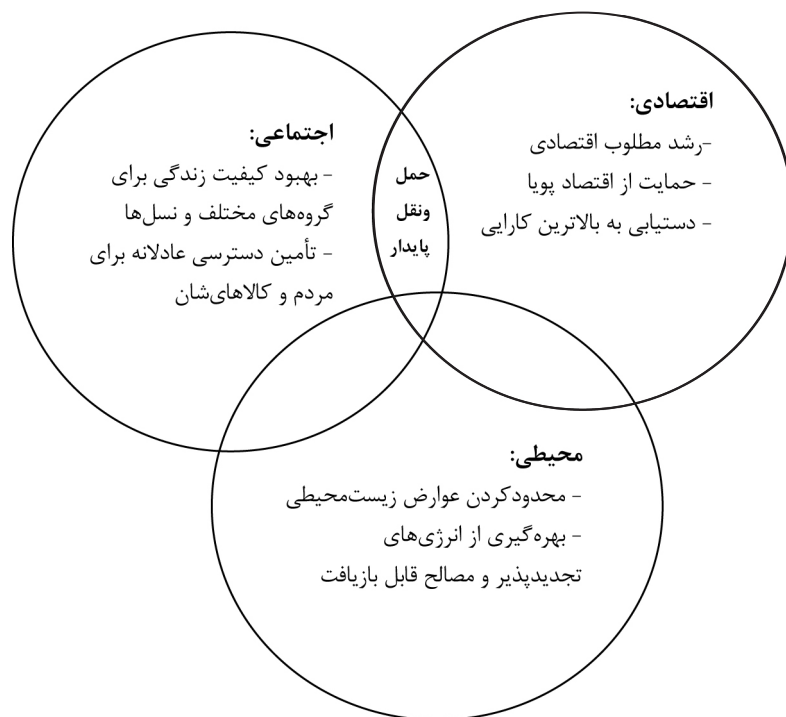 اقتصادی:
-رشد مطلوب اقتصادی
- حمایت از اقتصاد پویا
- دستیابی به بالاترین کارایی
حمل
ونقل
پایدار
اجتماعی:
- بهبود کیفیت زندگی برای
گروه‌های مختلف و نسل‌ها
- تأمین دسترسی عادلانه برای
مردم و کالاهای‌شان
محیطی:
- محدودکردن عوارض زیست‌محیطی
- بهره‌گیری از انرژی‌های
تجدیدپذیر و مصالح قابل بازیافت